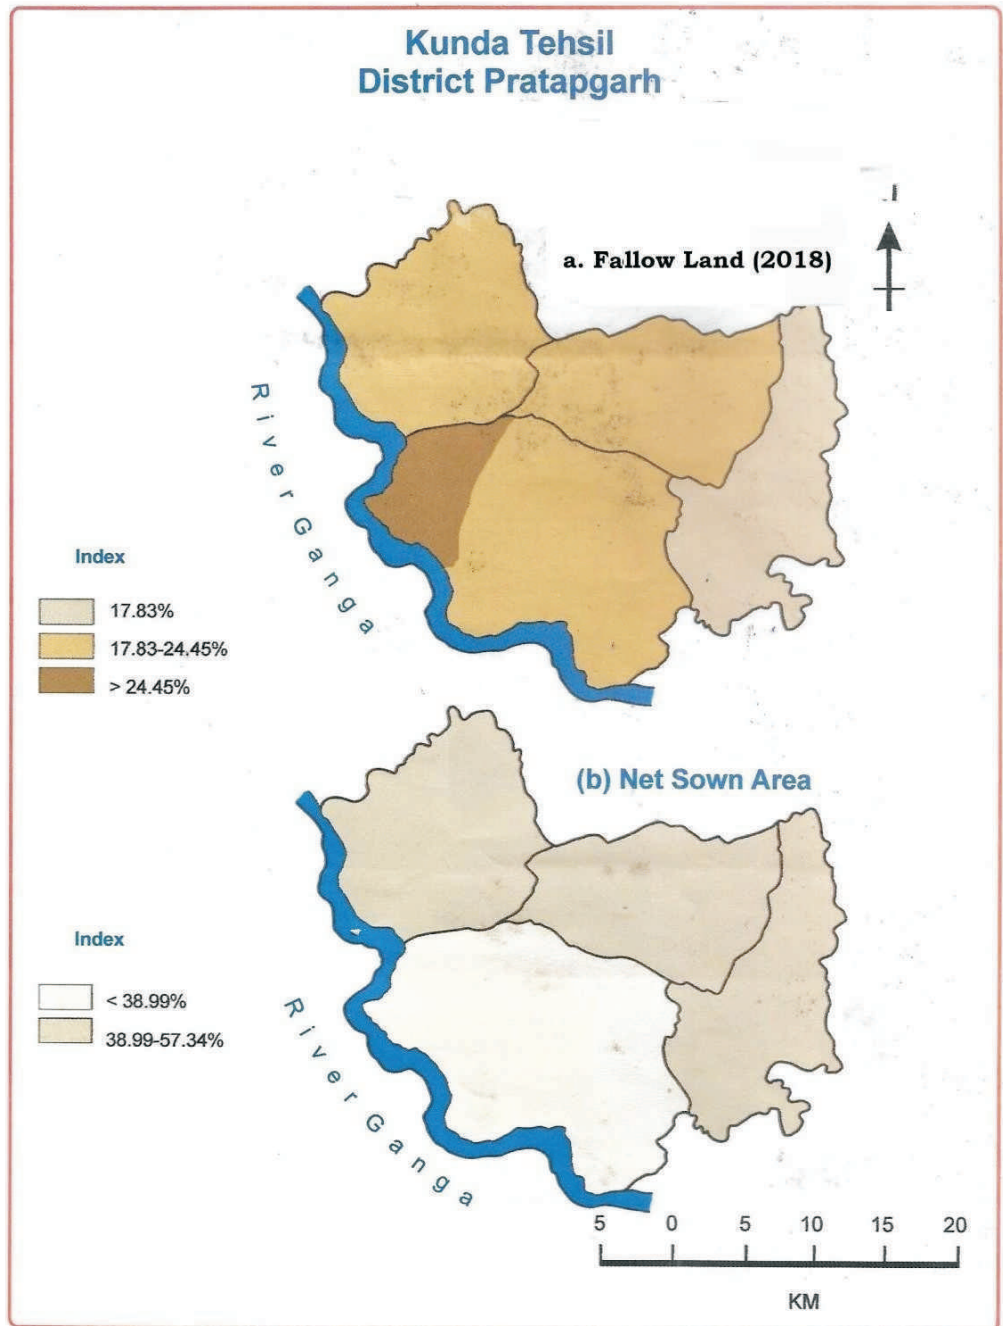 Kunda Tehsil
District Pratapgarh
a. Fallow Land (2018)
River Ganga
Index
17.83%
17.83-24.45%
> 24.45%
(b) Net Sown Area
River Ganga
Index
< 38.99%
38.99-57.34%
5 0 5 10 15 20
KM